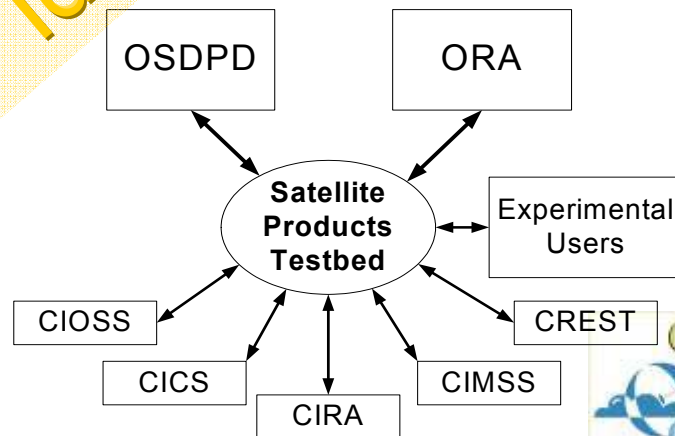 OSDPD
ORA
Satellite
Products
Testbed
Experimental
Users
CIOSS
CREST
CICS
CIMSS
CIRA